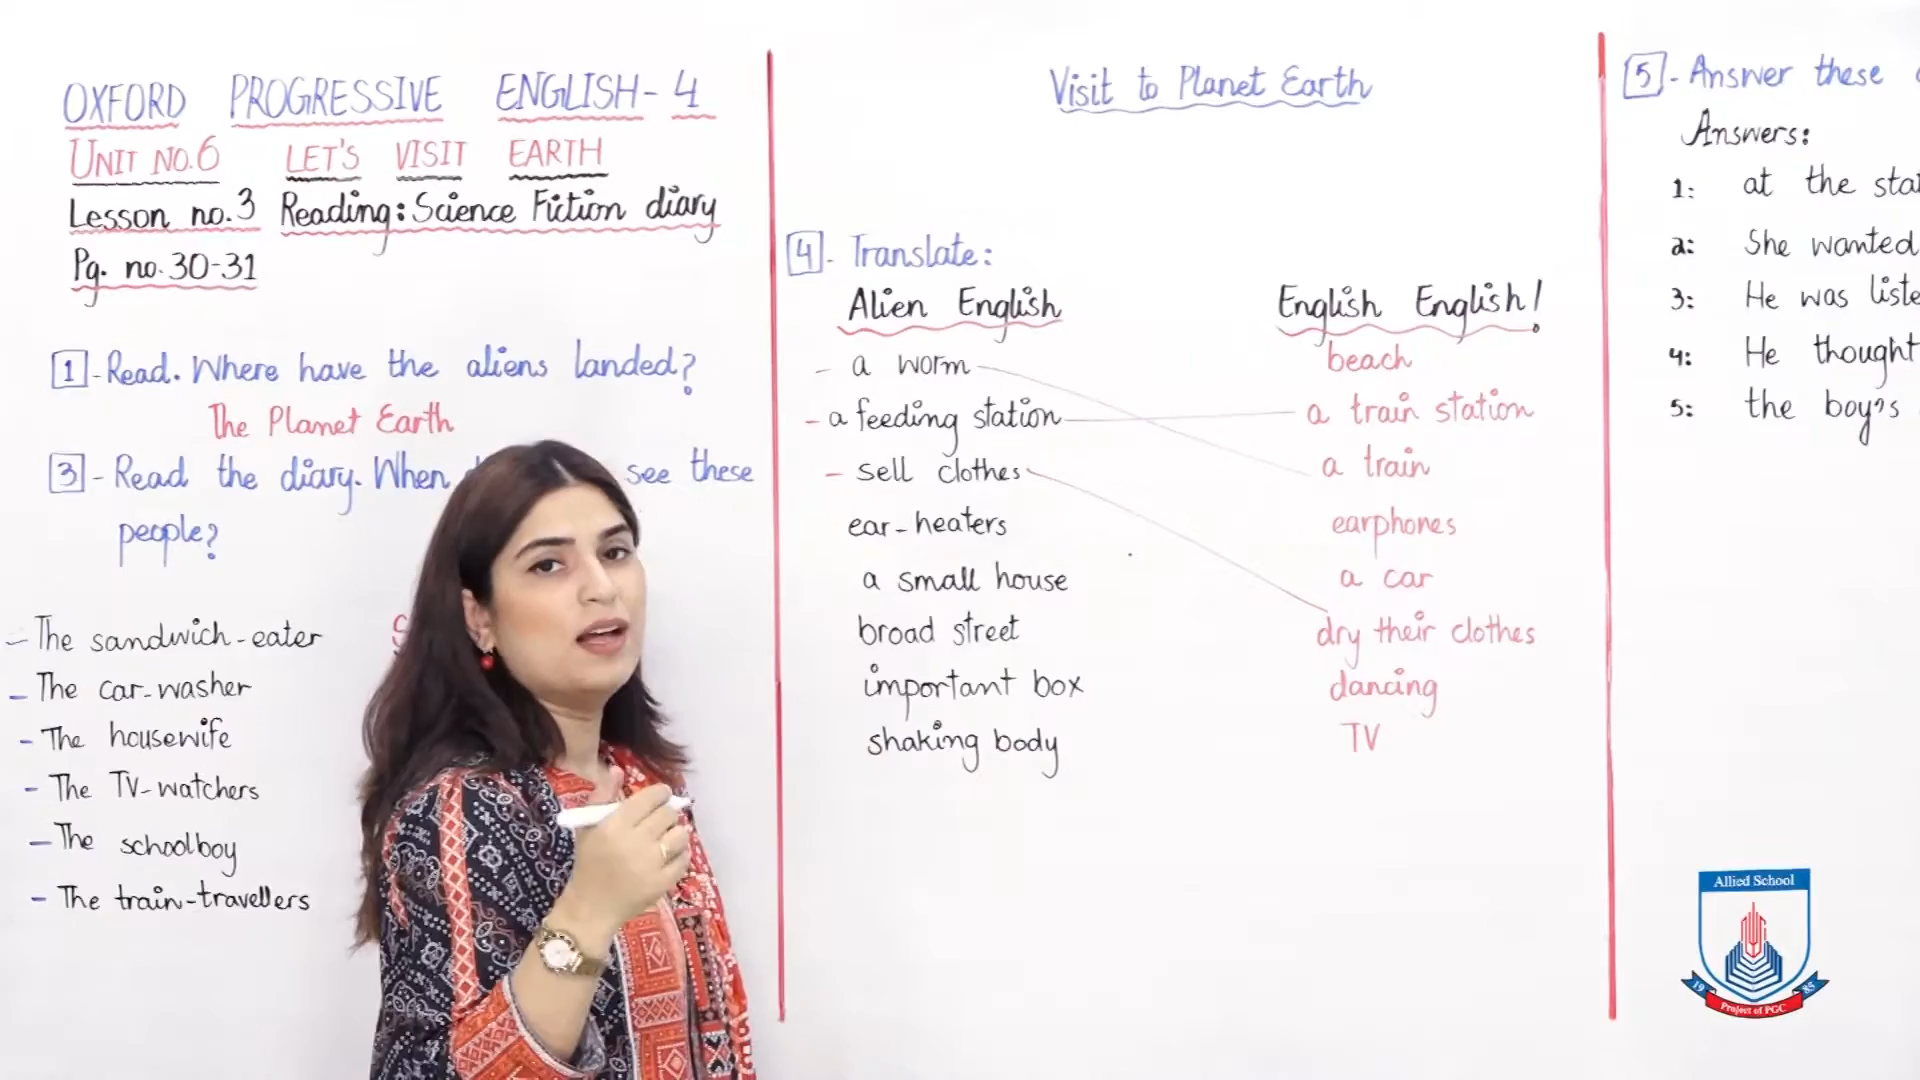 OXFORD PROGRESSIVE ENGLISH-4
UNIT NO.6 LET'S VISIT EARTH
Lesson no.3 Reading: Science Fiction diary
Pg. no. 30-31
1 - Read. Where have the aliens landed?
The Planet Earth
3 - Read the diary. When see these
people?
- The sandwich-eater
- The car-washer
- The housewife
- The TV-watchers
- The schoolboy
- The train-travellers
Visit to Planet Earth
4 - Translate:
Alien English English English!
- a worm beach
- a feeding station a train station
- sell clothes a train
ear-heaters earphones
a small house a car
broad street dry their clothes
important box dancing
shaking body TV
5 - Answer these
Answers:
1: at the
2: She wanted
3: He was
4: He thought
5: the boy's
Allied School
19 85
Project of PGC